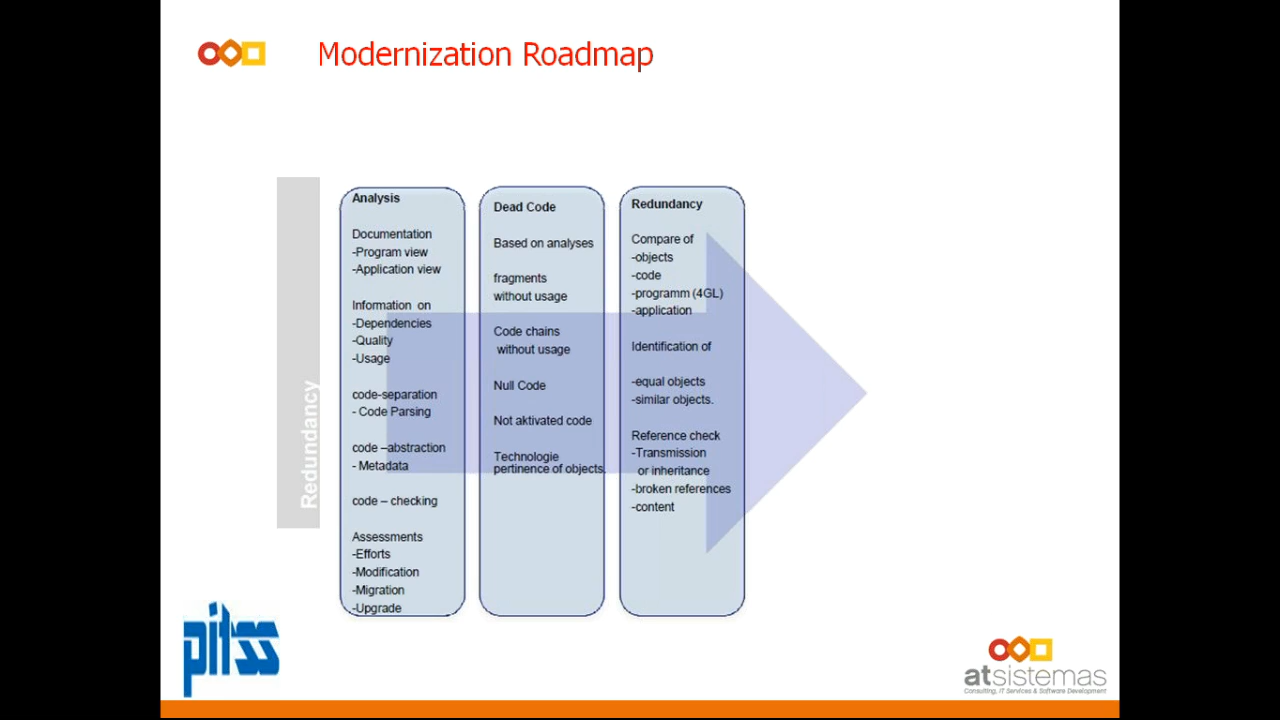 Modernization Roadmap
Redundancy
Analysis
Documentation
-Program view
-Application view
Information on
-Dependencies
-Quality
-Usage
code-separation
- Code Parsing
code –abstraction
- Metadata
code – checking
Assessments
-Efforts
-Modification
-Migration
-Upgrade
Dead Code
Based on analyses
fragments
without usage
Code chains
without usage
Null Code
Not aktivated code
Technologie
pertinence of objects.
Redundancy
Compare of
-objects
-code
-programm (4GL)
-application
Identification of
-equal objects
-similar objects.
Reference check
-Transmission
or inheritance
-broken references
-content
pitss
atsistemas
Consulting, IT Services & Software Development